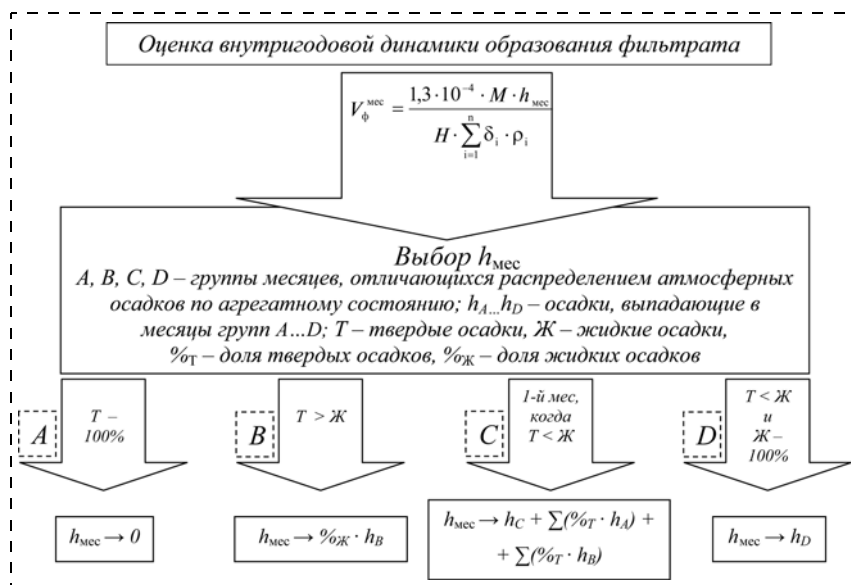 Оценка внутригодовой динамики образования фильтрата
V_ф^мес = (1,3·10⁻⁴ · M · h_мес) / (H · ∑_{i=1}^{n} δ_i · ρ_i)
Выбор h_мес
A, B, C, D – группы месяцев, отличающихся распределением атмосферных
осадков по агрегатному состоянию; h_A...h_D – осадки, выпадающие в
месяцы групп A...D; Т – твердые осадки, Ж – жидкие осадки,
%_Т – доля твердых осадков, %_Ж – доля жидких осадков
A
Т –
100%
B
Т > Ж
C
1-й мес,
когда
Т < Ж
D
Т < Ж
и
Ж –
100%
h_мес → 0
h_мес → %_Ж · h_B
h_мес → h_C + ∑(%_Т · h_A) +
+ ∑(%_Т · h_B)
h_мес → h_D